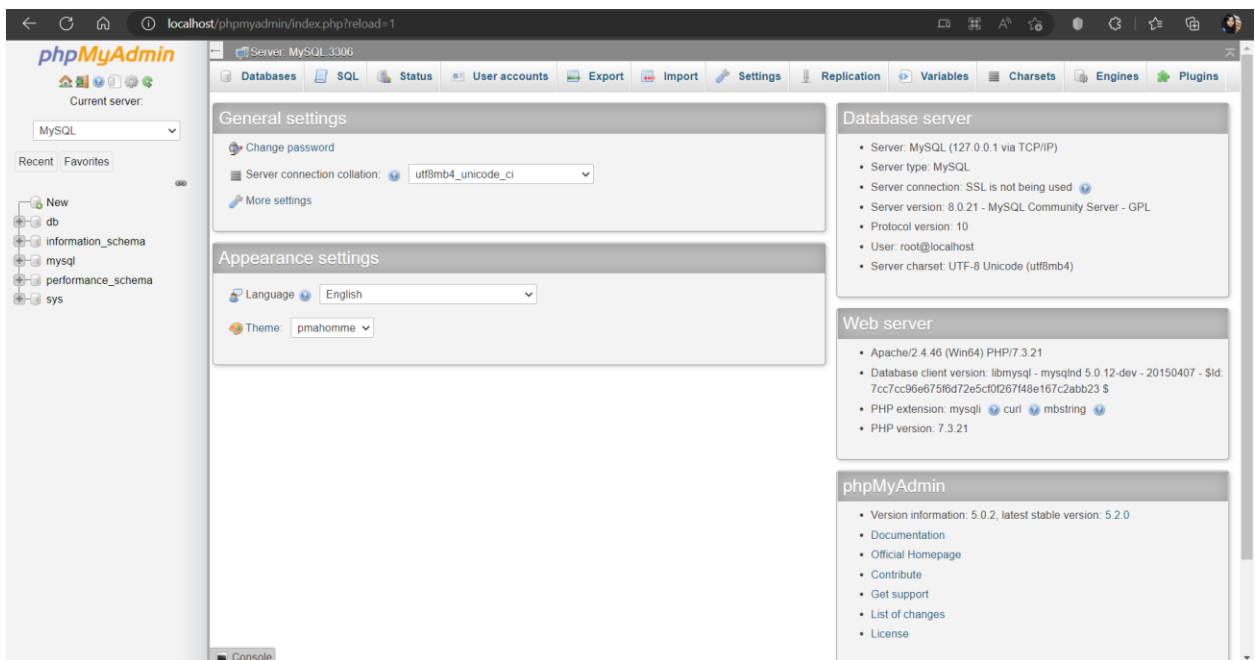 localhost/phpmyadmin/index.php?reload=1
phpMyAdmin
Current server:
MySQL
Recent Favorites
New
db
information_schema
mysql
performance_schema
sys
Server: MySQL:3306
Databases SQL Status User accounts Export Import Settings Replication Variables Charsets Engines Plugins
General settings
Change password
Server connection collation: utf8mb4_unicode_ci
More settings
Appearance settings
Language English
Theme: pmahomme
Database server
• Server: MySQL (127.0.0.1 via TCP/IP)
• Server type: MySQL
• Server connection: SSL is not being used
• Server version: 8.0.21 - MySQL Community Server - GPL
• Protocol version: 10
• User: root@localhost
• Server charset: UTF-8 Unicode (utf8mb4)
Web server
• Apache/2.4.46 (Win64) PHP/7.3.21
• Database client version: libmysql - mysqlnd 5.0.12-dev - 20150407 - $Id:
7cc7cc96e675f6d72e5cf0f267f48e167c2abb23 $
• PHP extension: mysqli curl mbstring
• PHP version: 7.3.21
phpMyAdmin
• Version information: 5.0.2, latest stable version: 5.2.0
• Documentation
• Official Homepage
• Contribute
• Get support
• List of changes
• License
Console